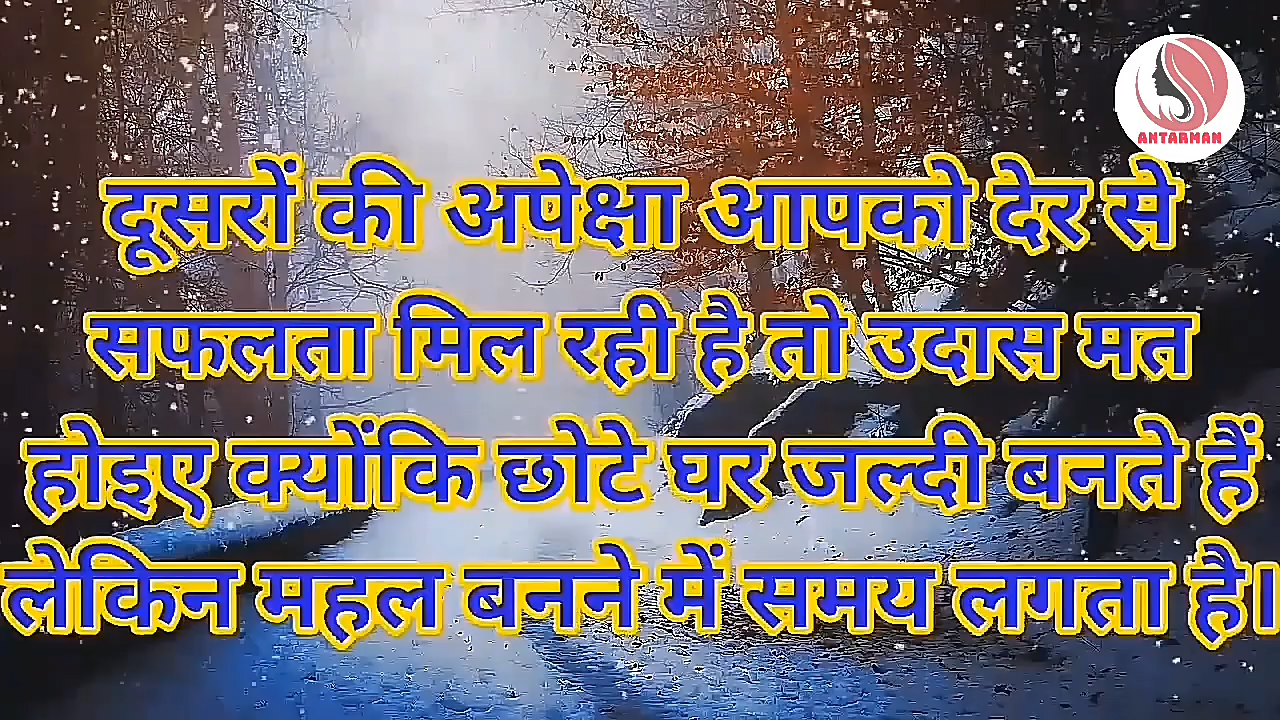 ANTARMAN
दूसरों की अपेक्षा आपको देर से
सफलता मिल रही है तो उदास मत
होइए क्योंकि छोटे घर जल्दी बनते हैं
लेकिन महल बनने में समय लगता है।